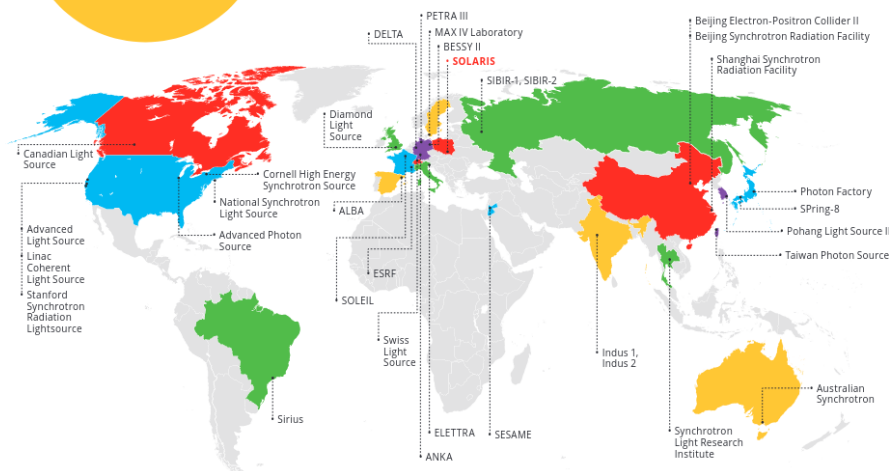 PETRA III
DELTA
MAX IV Laboratory
BESSY II
SOLARIS
SIBIR-1, SIBIR-2
Beijing Electron-Positron Collider II
Beijing Synchrotron Radiation Facility
Shanghai Synchrotron
Radiation Facility
Diamond
Light
Source
Canadian Light
Source
Cornell High Energy
Synchrotron Source
National Synchrotron
Light Source
ALBA
Advanced Photon
Source
Advanced
Light Source
Linac
Coherent
Light Source
Stanford
Synchrotron
Radiation
Lightsource
ESRF
SOLEIL
Swiss
Light
Source
Photon Factory
SPring-8
Pohang Light Source II
Taiwan Photon Source
Indus 1,
Indus 2
Australian
Synchrotron
Sirius
ELETTRA
SESAME
ANKA
Synchrotron
Light Research
Institute